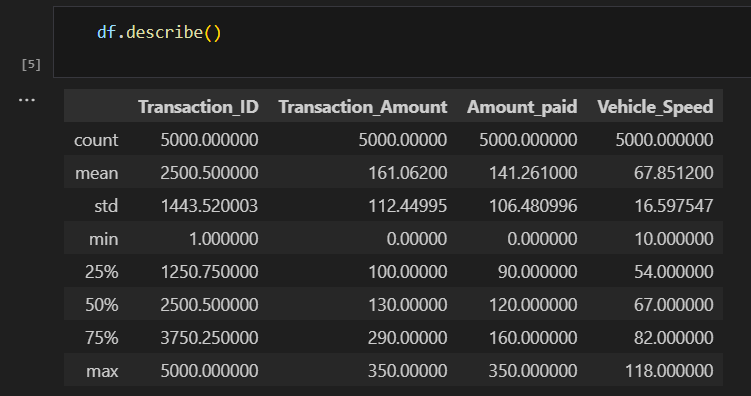 df.describe()
[5]
...
Transaction_ID Transaction_Amount Amount_paid Vehicle_Speed
count 5000.000000 5000.00000 5000.000000 5000.000000
mean 2500.500000 161.06200 141.261000 67.851200
std 1443.520003 112.44995 106.480996 16.597547
min 1.000000 0.00000 0.000000 10.000000
25% 1250.750000 100.00000 90.000000 54.000000
50% 2500.500000 130.00000 120.000000 67.000000
75% 3750.250000 290.00000 160.000000 82.000000
max 5000.000000 350.00000 350.000000 118.000000